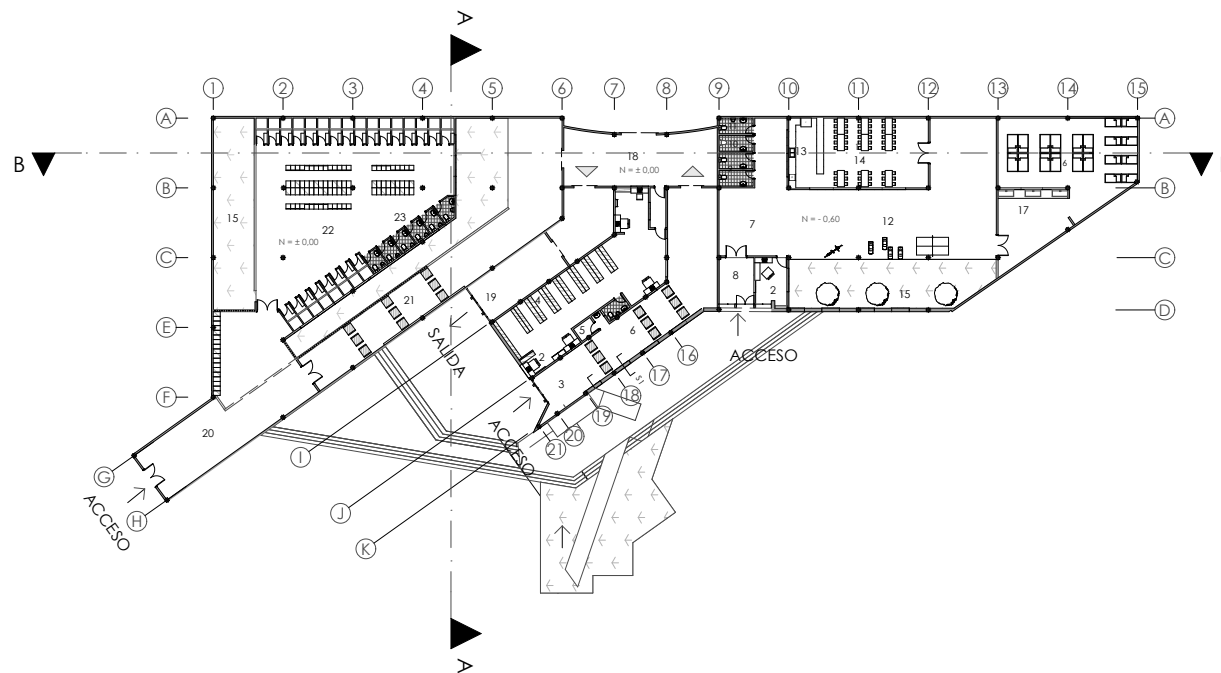 A
1 2 3 4 5 6 7 8 9 10 11 12 13 14 15
A A
B
18
N = ± 0,00
13
14
6
B B
15
22
23
N = ± 0,00
7
N = - 0,60
12
17
C C
8
2
15
21
19
4
D
E
SALIDA
5
6
ACCESO
2
16
3
S1
17
18
F
19
20
21
ACCESO
20
I
G
J
H
ACCESO
K
A